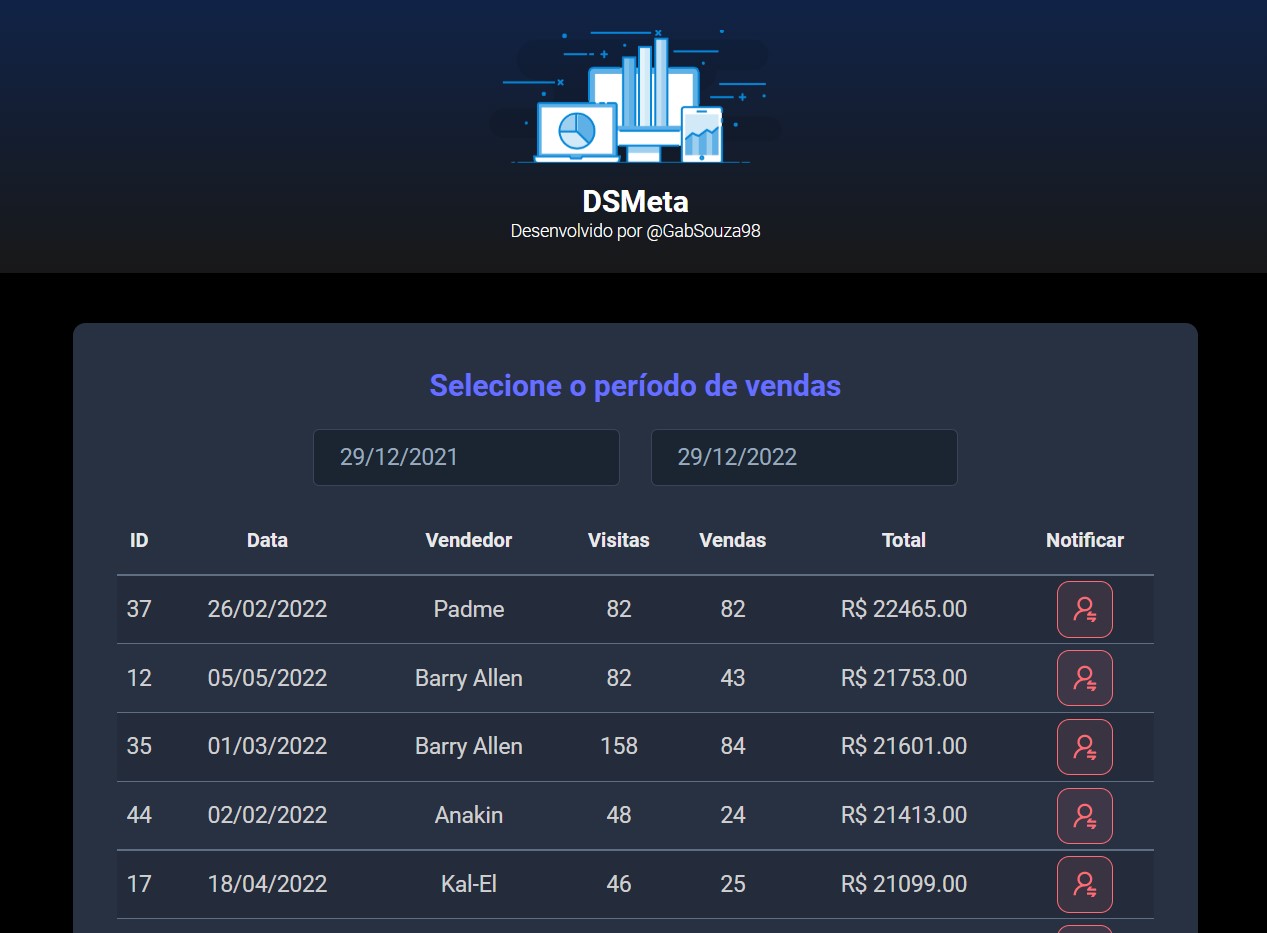 DSMeta
Desenvolvido por @GabSouza98
Selecione o período de vendas
29/12/2021 29/12/2022
ID Data Vendedor Visitas Vendas Total Notificar
37 26/02/2022 Padme 82 82 R$ 22465.00
12 05/05/2022 Barry Allen 82 43 R$ 21753.00
35 01/03/2022 Barry Allen 158 84 R$ 21601.00
44 02/02/2022 Anakin 48 24 R$ 21413.00
17 18/04/2022 Kal-El 46 25 R$ 21099.00